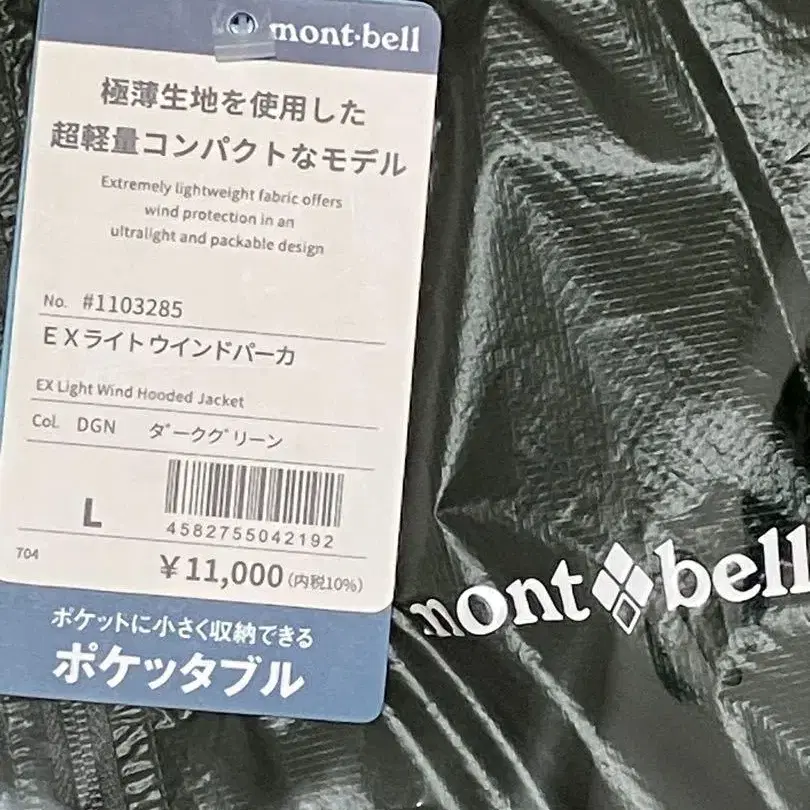 mont·bell
極薄生地を使用した
超軽量コンパクトなモデル
Extremely lightweight fabric offers
wind protection in an
ultralight and packable design
No. #1103285
EXライトウインドパーカ
EX Light Wind Hooded Jacket
Col. DGN ダークグリーン
L
4582755042192
704
¥11,000(内税10%)
ポケットに小さく収納できる
ポケッタブル
mont bell